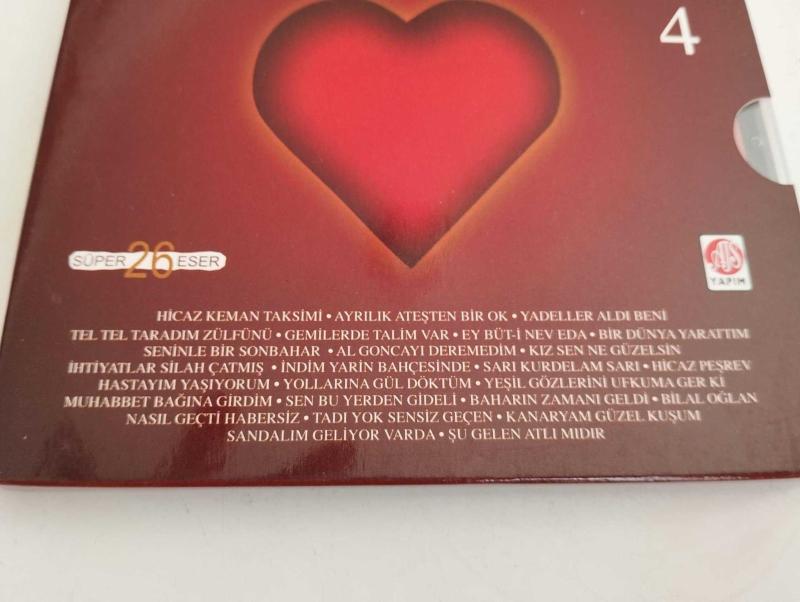 4
SÜPER 26 ESER
YAPIM
HİCAZ KEMAN TAKSİMİ • AYRILIK ATEŞTEN BİR OK • YADELLER ALDI BENİ
TEL TEL TARADIM ZÜLFÜNÜ • GEMİLERDE TALİM VAR • EY BÜT-İ NEV EDA • BİR DÜNYA YARATTIM
SENİNLE BİR SONBAHAR • AL GONCAYI DEREMEDİM • KIZ SEN NE GÜZELSİN
İHTİYATLAR SİLAH ÇATMIŞ • İNDİM YARİN BAHÇESİNDE • SARI KURDELAM SARI • HİCAZ PEŞREV
HASTAYIM YAŞIYORUM • YOLLARINA GÜL DÖKTÜM • YEŞİL GÖZLERİNİ UFKUMA GER Kİ
MUHABBET BAĞINA GİRDİM • SEN BU YERDEN GİDELİ • BAHARIN ZAMANI GELDİ • BİLAL OĞLAN
NASIL GEÇTİ HABERSİZ • TADI YOK SENSİZ GEÇEN • KANARYAM GÜZEL KUŞUM
SANDALIM GELİYOR VARDA • ŞU GELEN ATLI MIDIR